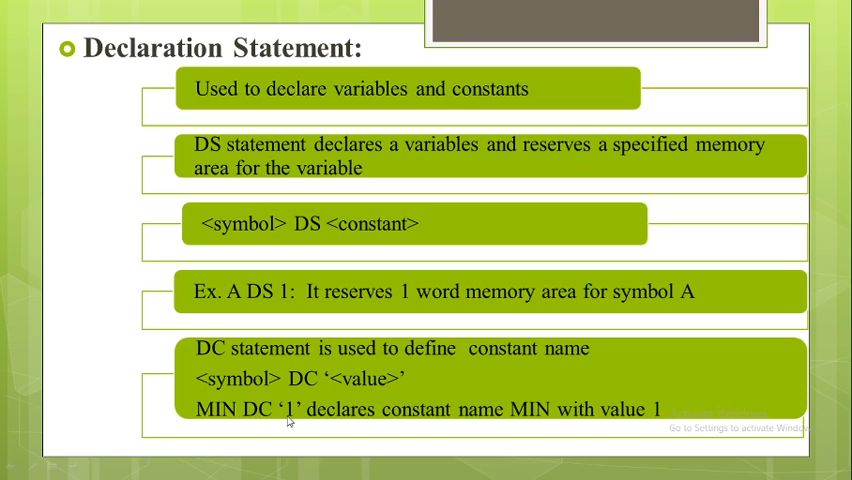 Declaration Statement:
Used to declare variables and constants
DS statement declares a variables and reserves a specified memory
area for the variable
<symbol> DS <constant>
Ex. A DS 1: It reserves 1 word memory area for symbol A
DC statement is used to define constant name
<symbol> DC ‘<value>’
MIN DC ‘1’ declares constant name MIN with value 1
Activate Windows
Go to Settings to activate Windows